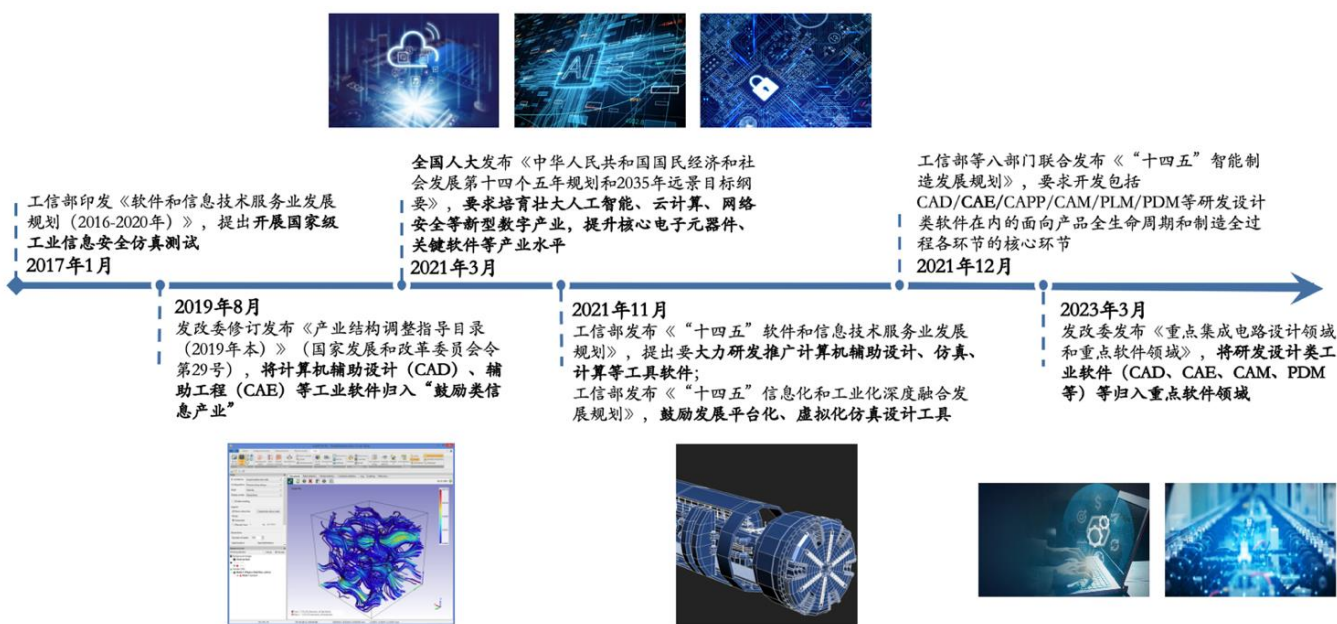 工信部印发《软件和信息技术服务业发展
规划（2016-2020年）》，提出开展国家级
工业信息安全仿真测试
2017年1月
2019年8月
发改委修订发布《产业结构调整指导目录
（2019年本）》（国家发展和改革委员会令
第29号），将计算机辅助设计（CAD）、辅
助工程（CAE）等工业软件归入“鼓励类信
息产业”
全国人大发布《中华人民共和国国民经济和社
会发展第十四个五年规划和2035年远景目标纲
要》，要求培育壮大人工智能、云计算、网络
安全等新型数字产业，提升核心电子元器件、
关键软件等产业水平
2021年3月
2021年11月
工信部发布《“十四五”软件和信息技术服务业发展
规划》，提出要大力研发推广计算机辅助设计、仿真、
计算等工具软件；
工信部发布《“十四五”信息化和工业化深度融合发
展规划》，鼓励发展平台化、虚拟化仿真设计工具
工信部等八部门联合发布《“十四五”智能制
造发展规划》，要求开发包括
CAD/CAE/CAPP/CAM/PLM/PDM等研发设计
类软件在内的面向产品全生命周期和制造全过
程各环节的核心环节
2021年12月
2023年3月
发改委发布《重点集成电路设计领域
和重点软件领域》，将研发设计类工
业软件（CAD、CAE、CAM、PDM
等）等归入重点软件领域
AI